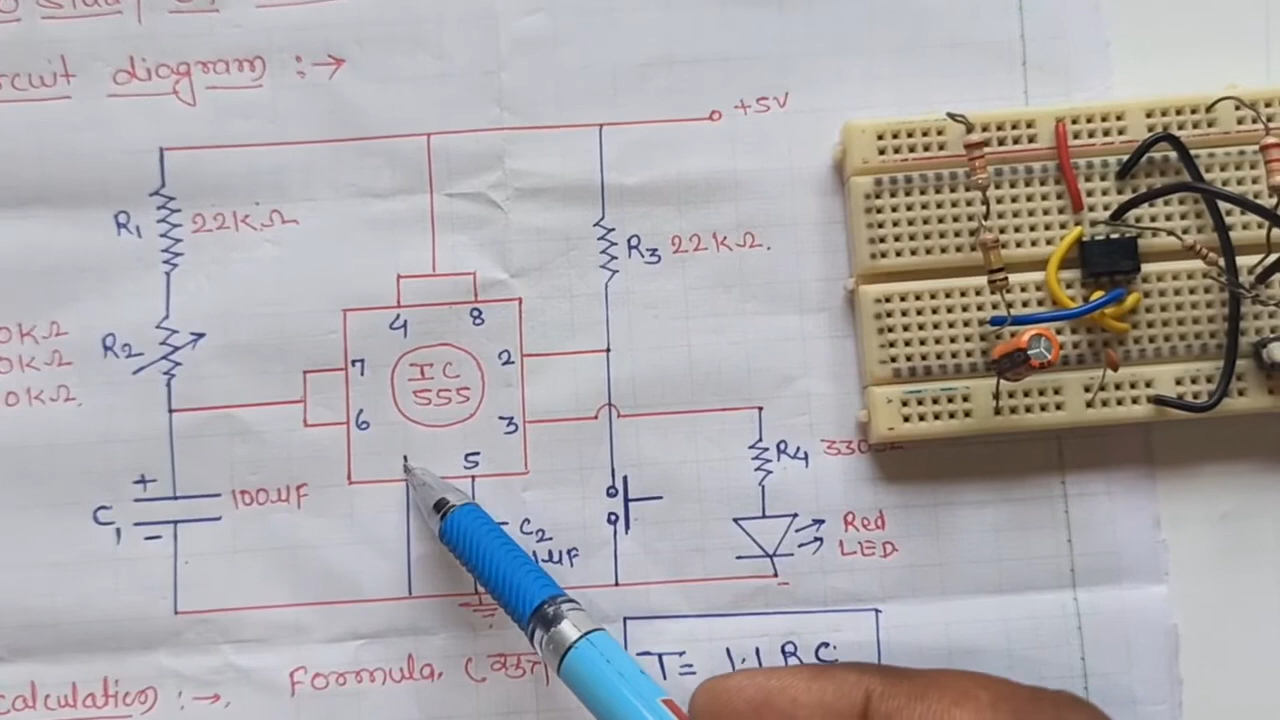 rcuit diagram :→
+5V
R1 22KΩ
R3 22KΩ.
4 8
0KΩ
R2
7 IC 2
0KΩ
555
0KΩ.
6 3
R4
5
+
100µF
C1
−
C2
µF
Red
LED
−
T= 1.1 RC
Formula,
calculation :→.